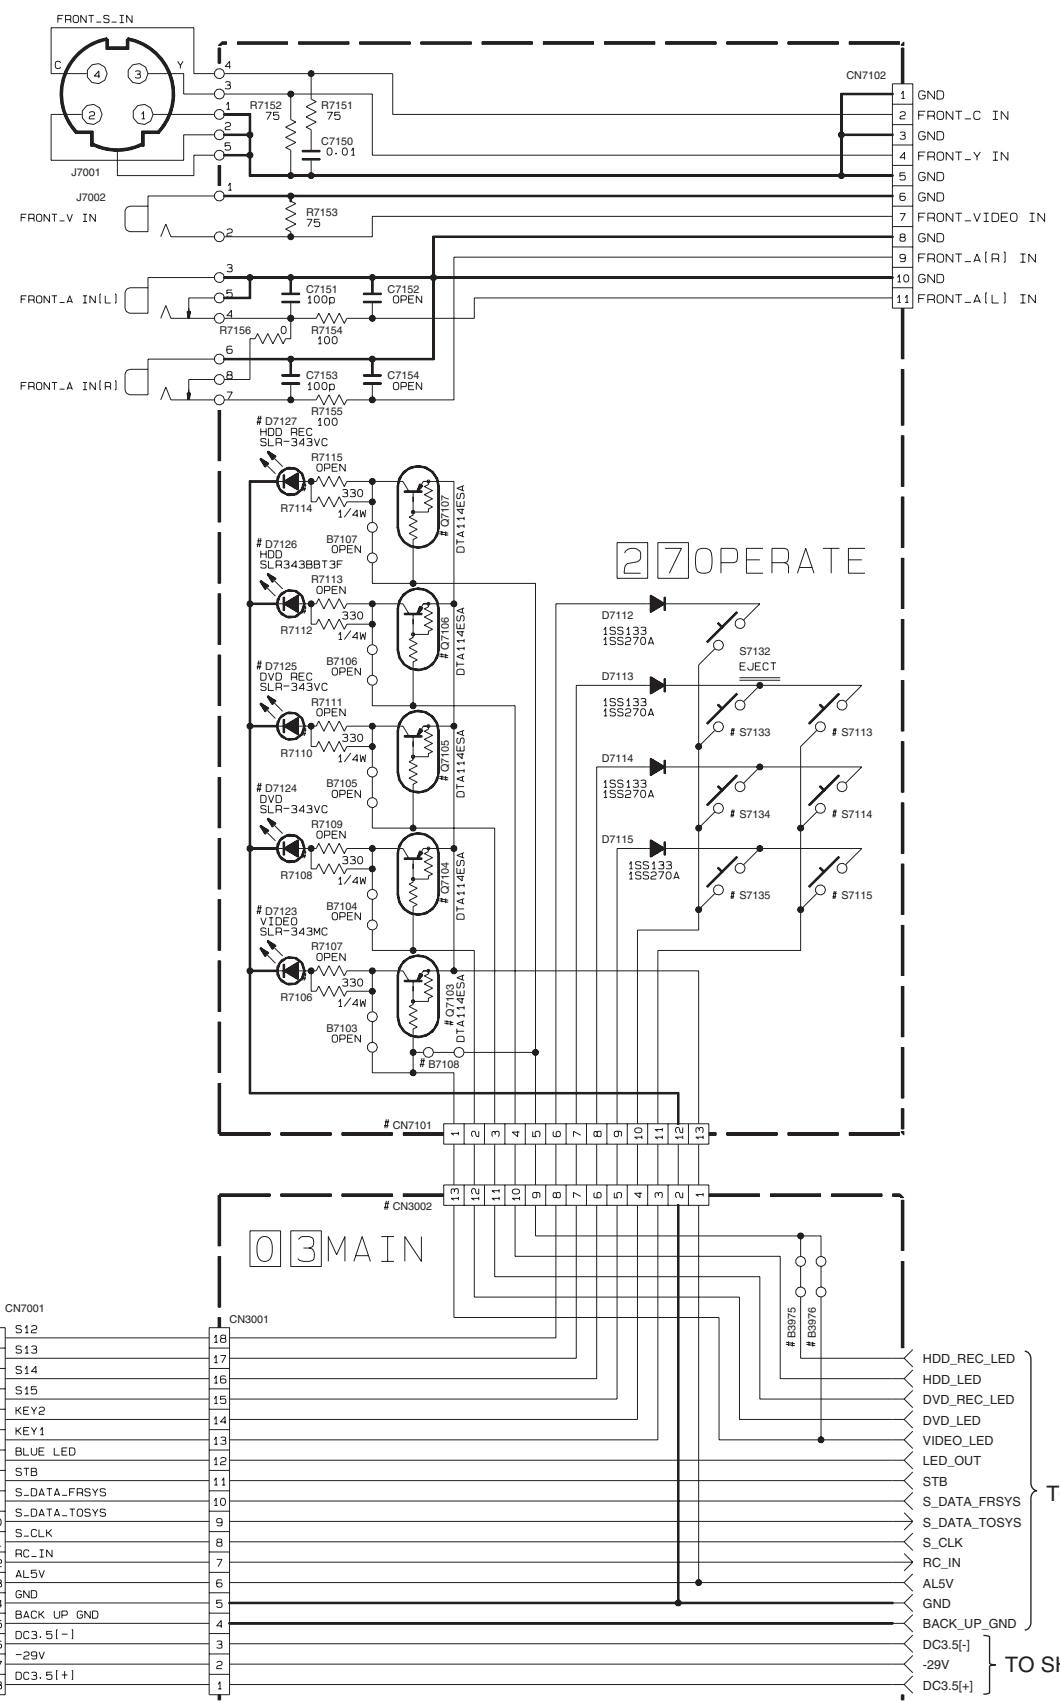 FRONT_S_IN
C
4
3
Y
2
1
J7001
4
3
1
2
5
R7152
75
R7151
75
C7150
0.01
CN7102
1 GND
2 FRONT_C IN
3 GND
4 FRONT_Y IN
5 GND
6 GND
7 FRONT_VIDEO IN
8 GND
9 FRONT_A(R) IN
10 GND
11 FRONT_A(L) IN
J7002
FRONT_V IN
1
2
R7153
75
FRONT_A IN(L)
3
5
4
C7151
100p
C7152
OPEN
R7156
0
R7154
100
FRONT_A IN(R)
6
8
7
C7153
100p
C7154
OPEN
R7155
100
# D7127
HDD REC
SLR-343VC
R7115
OPEN
R7114
330
1/4W
B7107
OPEN
# Q7107
DTA114ESA
# D7126
HDD
SLR343BBT3F
R7113
OPEN
R7112
330
1/4W
B7106
OPEN
# Q7106
DTA114ESA
# D7125
DVD REC
SLR-343VC
R7111
OPEN
R7110
330
1/4W
B7105
OPEN
# Q7105
DTA114ESA
# D7124
DVD
SLR-343VC
R7109
OPEN
R7108
330
1/4W
B7104
OPEN
# Q7104
DTA114ESA
# D7123
VIDEO
SLR-343MC
R7107
OPEN
R7106
330
1/4W
B7103
OPEN
# Q7103
DTA114ESA
# B7108
27OPERATE
D7112
1SS133
1SS270A
S7132
EJECT
D7113
1SS133
1SS270A
# S7133
# S7113
D7114
1SS133
1SS270A
# S7134
# S7114
D7115
1SS133
1SS270A
# S7135
# S7115
# CN7101
1 2 3 4 5 6 7 8 9 10 11 12 13
# CN3002
13 12 11 10 9 8 7 6 5 4 3 2 1
03MAIN
# B3975
# B3976
CN7001
CN3001
S12 18
S13 17
S14 16
S15 15
KEY2 14
KEY1 13
BLUE LED 12
STB 11
S_DATA_FRSYS 10
S_DATA_TOSYS 9
S_CLK 8
RC_IN 7
AL5V 6
GND 5
BACK UP GND 4
DC3.5(-) 3
-29V 2
DC3.5(+) 1
HDD_REC_LED
HDD_LED
DVD_REC_LED
DVD_LED
VIDEO_LED
LED_OUT
STB
S_DATA_FRSYS
S_DATA_TOSYS
S_CLK
RC_IN
AL5V
GND
BACK_UP_GND
T
DC3.5[-]
-29V
DC3.5[+]
TO